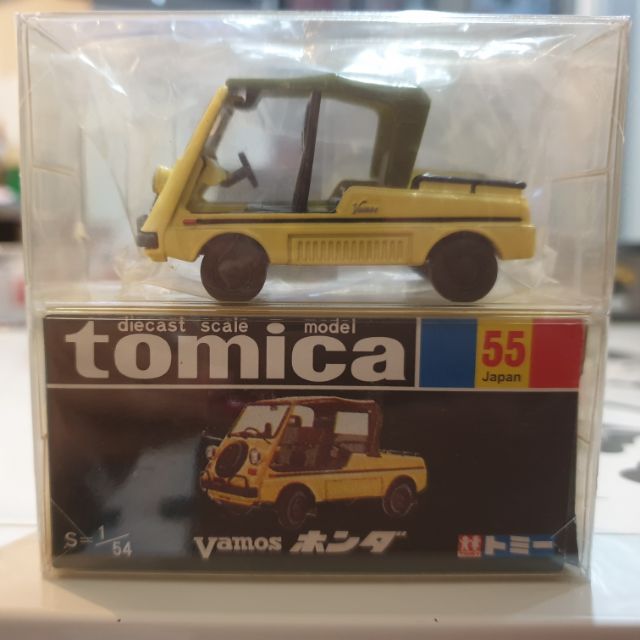 Vamos
diecast scale model
tomica
55
Japan
S=1/54
Vamos ホンダ
トミー